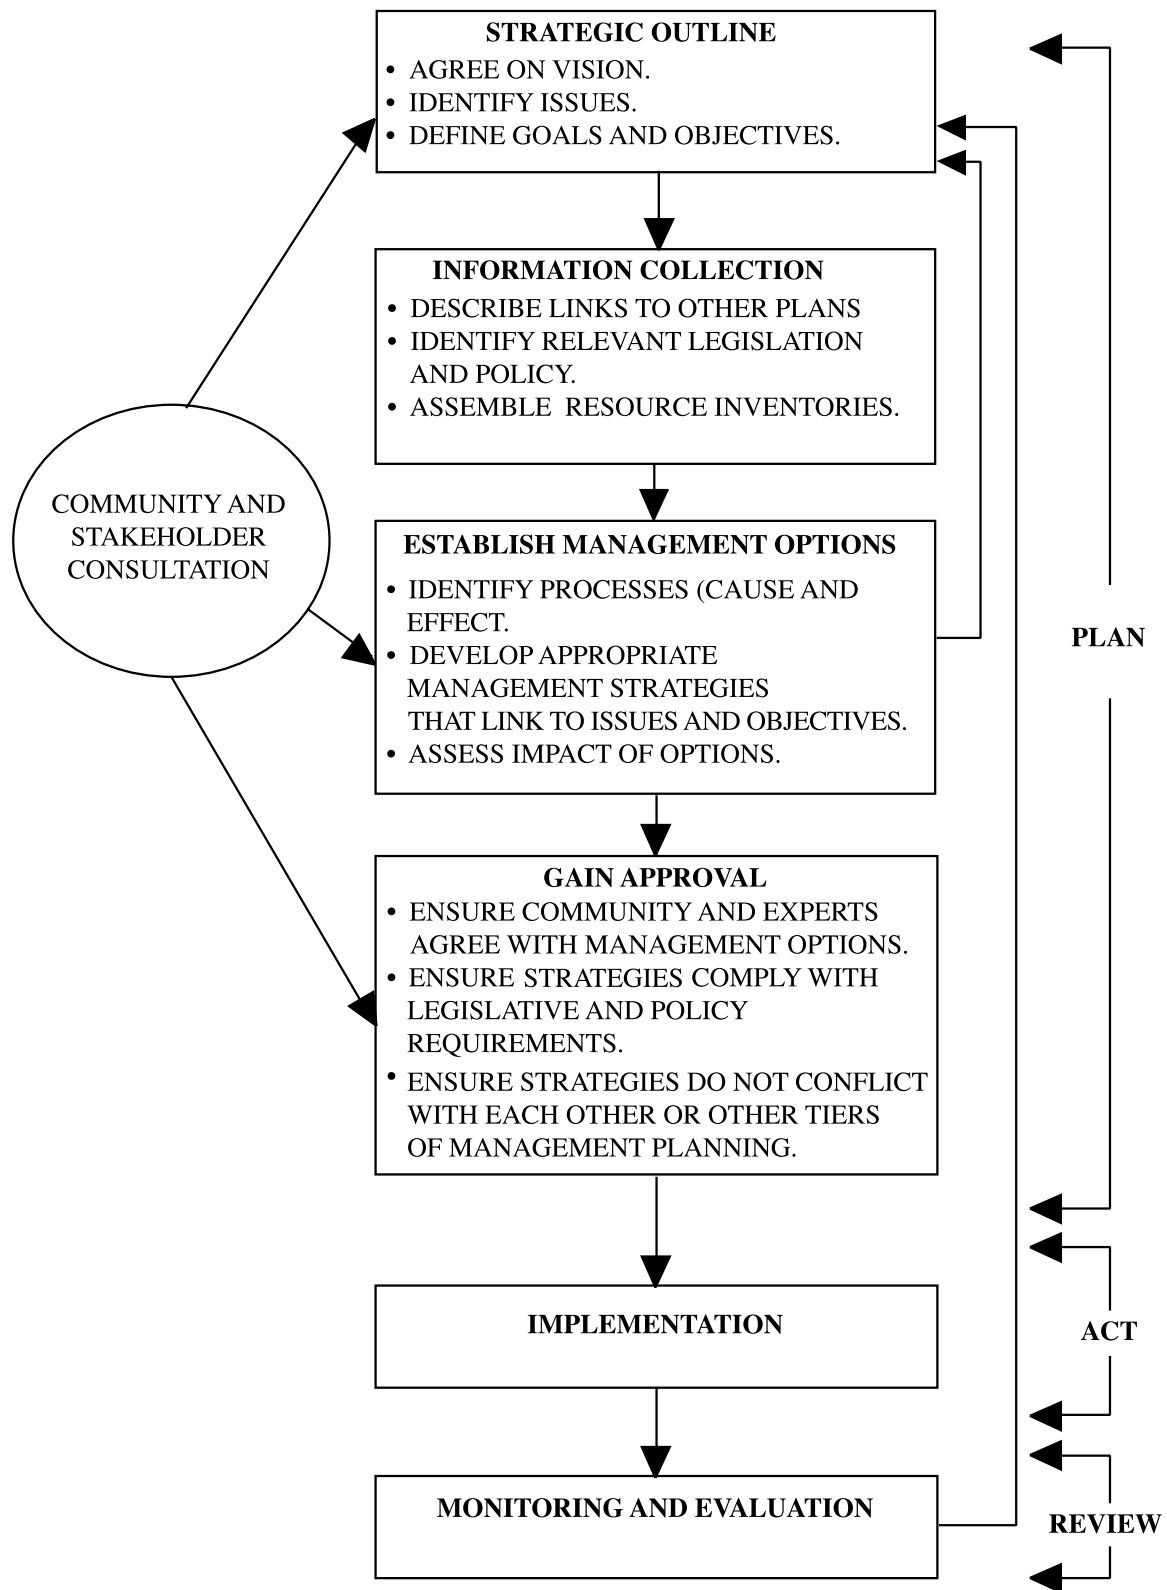 STRATEGIC OUTLINE
• AGREE ON VISION.
• IDENTIFY ISSUES.
• DEFINE GOALS AND OBJECTIVES.
INFORMATION COLLECTION
• DESCRIBE LINKS TO OTHER PLANS
• IDENTIFY RELEVANT LEGISLATION
AND POLICY.
• ASSEMBLE RESOURCE INVENTORIES.
COMMUNITY AND
STAKEHOLDER
CONSULTATION
ESTABLISH MANAGEMENT OPTIONS
• IDENTIFY PROCESSES (CAUSE AND
EFFECT.
• DEVELOP APPROPRIATE
MANAGEMENT STRATEGIES
THAT LINK TO ISSUES AND OBJECTIVES.
• ASSESS IMPACT OF OPTIONS.
PLAN
GAIN APPROVAL
• ENSURE COMMUNITY AND EXPERTS
AGREE WITH MANAGEMENT OPTIONS.
• ENSURE STRATEGIES COMPLY WITH
LEGISLATIVE AND POLICY
REQUIREMENTS.
• ENSURE STRATEGIES DO NOT CONFLICT
WITH EACH OTHER OR OTHER TIERS
OF MANAGEMENT PLANNING.
IMPLEMENTATION
ACT
MONITORING AND EVALUATION
REVIEW